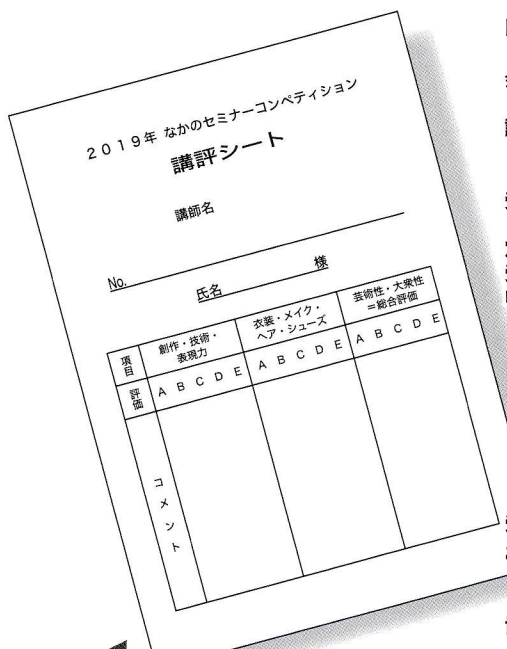 2019年 なかのセミナーコンペティション
講評シート
講師名
No. 氏名 様
項目 創作・技術・表現力 衣装・メイク・ヘア・シューズ 芸術性・大衆性=総合評価
評価 A B C D E A B C D E A B C D E
コメント